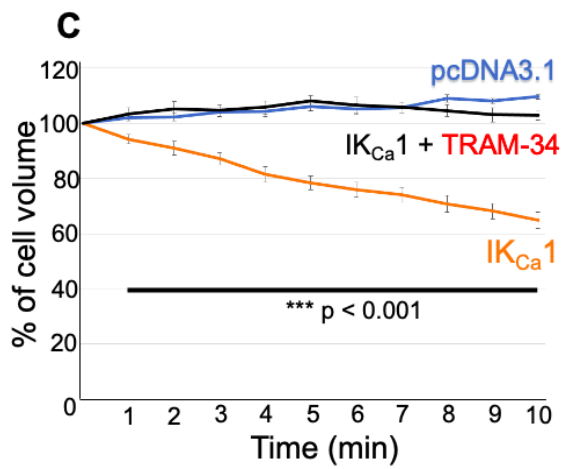 C
120
100
80
60
40
20
0
% of cell volume
pcDNA3.1
IKCa1 + TRAM-34
IKCa1
*** p < 0.001
1 2 3 4 5 6 7 8 9 10
Time (min)